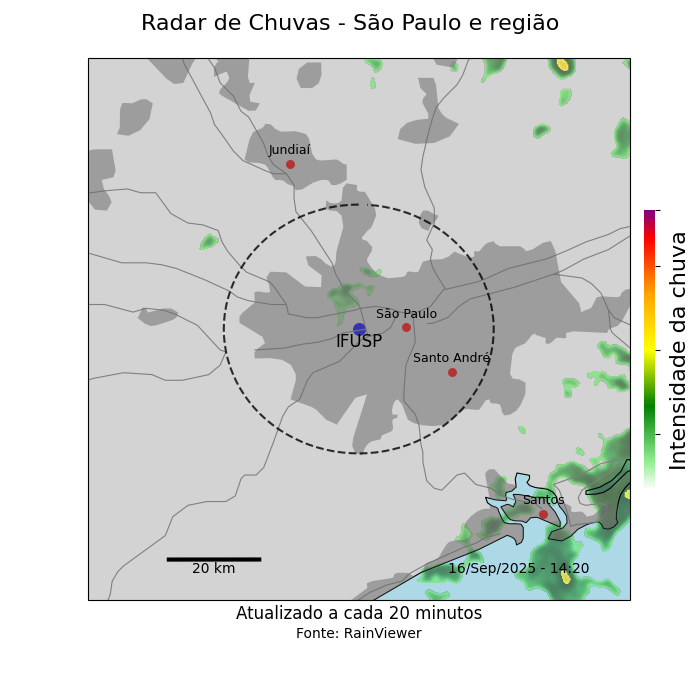 Radar de Chuvas - São Paulo e região
Jundiaí
São Paulo
IFUSP
Santo André
Santos
20 km
16/Sep/2025 - 14:20
Intensidade da chuva
Atualizado a cada 20 minutos
Fonte: RainViewer